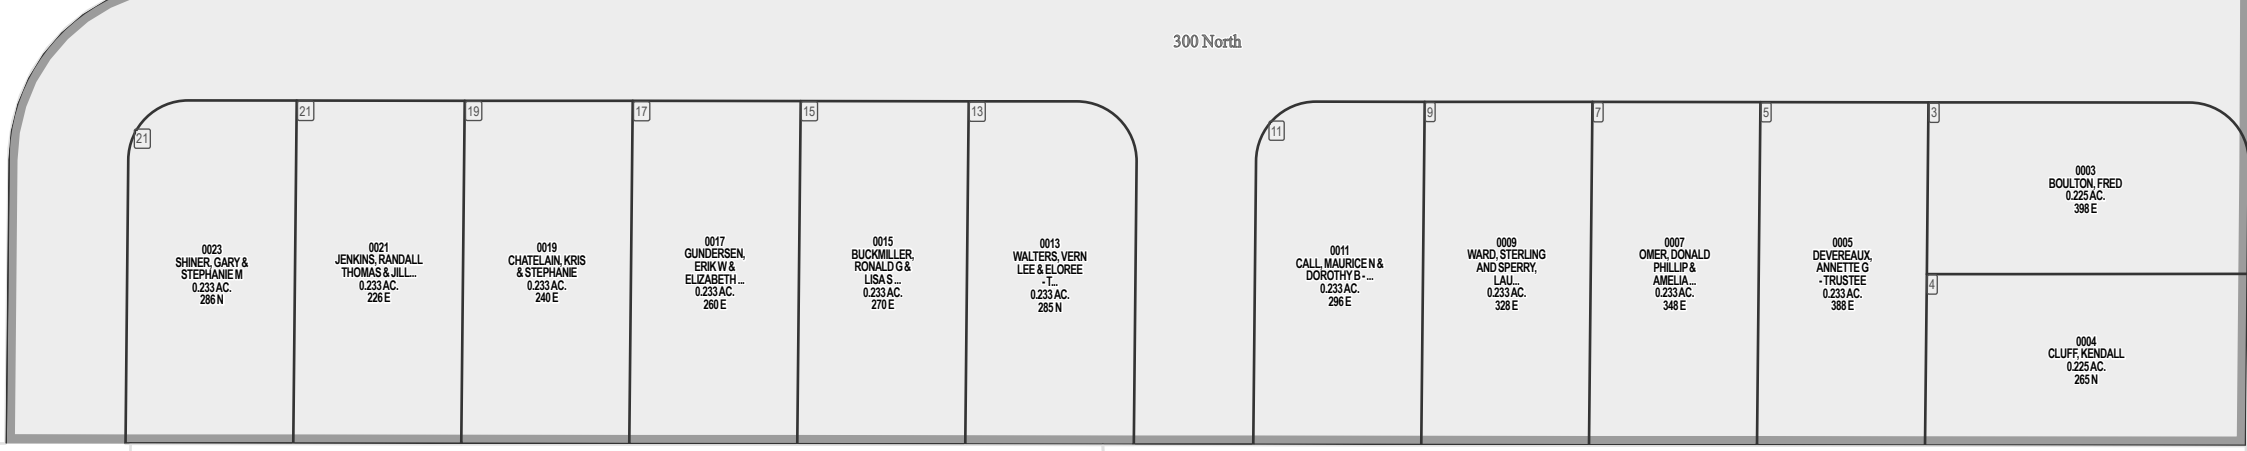 300 North
21
21
19
17
15
13
11
9
7
5
3
4
0023
SHINER, GARY &
STEPHANIE M
0.233 AC.
286 N
0021
JENKINS, RANDALL
THOMAS & JILL...
0.233 AC.
226 E
0019
CHATELAIN, KRIS
& STEPHANIE
0.233 AC.
240 E
0017
GUNDERSEN,
ERIK W &
ELIZABETH ...
0.233 AC.
260 E
0015
BUCKMILLER,
RONALD G &
LISA S ...
0.233 AC.
270 E
0013
WALTERS, VERN
LEE & ELOREE
- T...
0.233 AC.
285 N
0011
CALL, MAURICE N &
DOROTHY B - ...
0.233 AC.
296 E
0009
WARD, STERLING
AND SPERRY,
LAU...
0.233 AC.
328 E
0007
OMER, DONALD
PHILLIP &
AMELIA ...
0.233 AC.
348 E
0005
DEVEREAUX,
ANNETTE G
- TRUSTEE
0.233 AC.
388 E
0003
BOULTON, FRED
0.225 AC.
398 E
0004
CLUFF, KENDALL
0.225 AC.
265 N